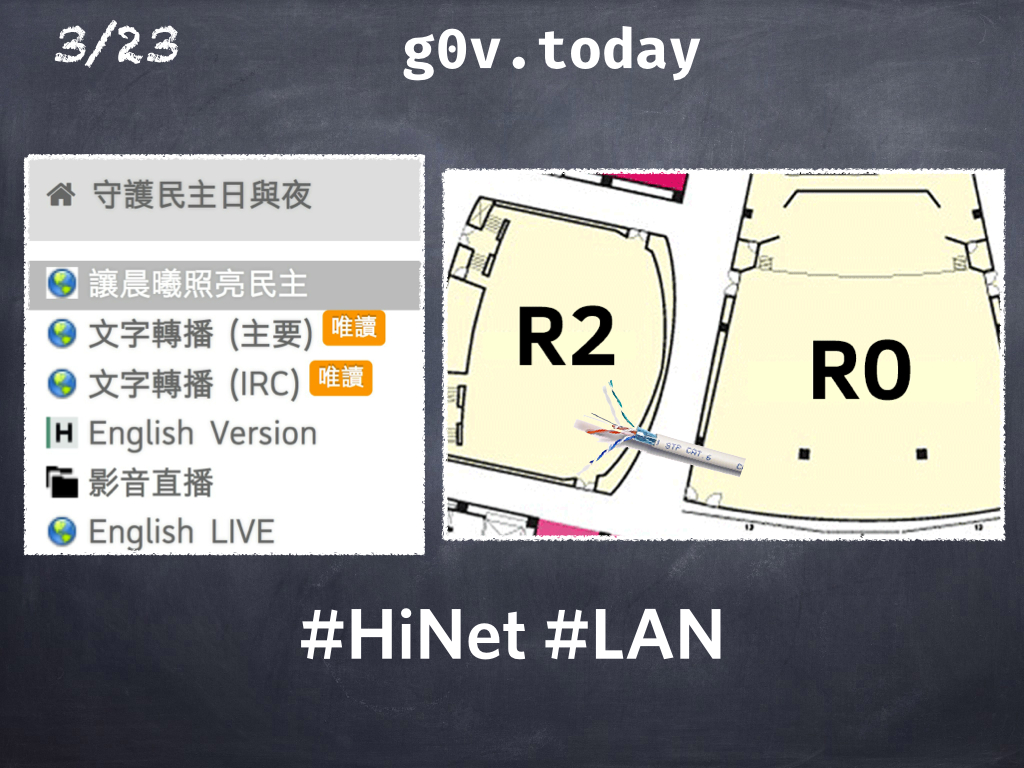 3/23
g0v.today
守護民主日與夜
讓晨曦照亮民主
文字轉播 (主要) 唯讀
文字轉播 (IRC) 唯讀
English Version
影音直播
English LIVE
R2
R0
STP CAT 6
13
13
#HiNet #LAN